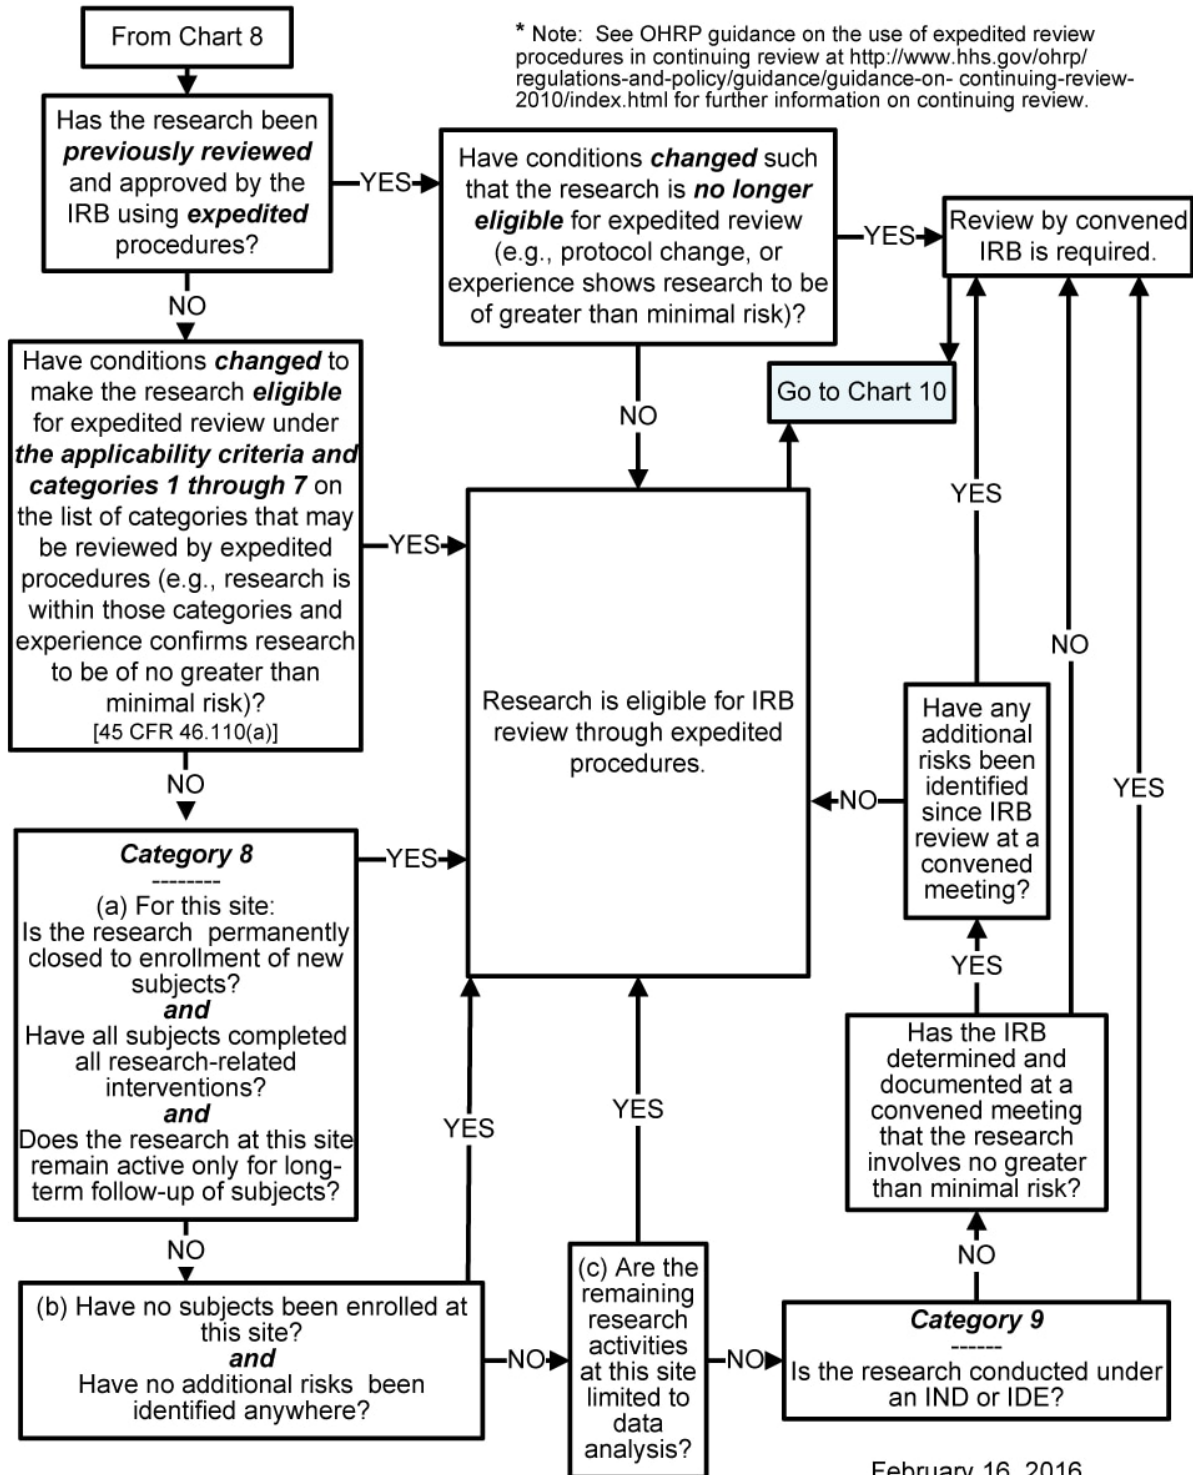 From Chart 8
* Note:  See OHRP guidance on the use of expedited review
procedures in continuing review at http://www.hhs.gov/ohrp/
regulations-and-policy/guidance/guidance-on- continuing-review-
2010/index.html for further information on continuing review.
Has the research been
previously reviewed
and approved by the
IRB using expedited
procedures?
YES
Have conditions changed such
that the research is no longer
eligible for expedited review
(e.g., protocol change, or
experience shows research to be
of greater than minimal risk)?
YES
Review by convened
IRB is required.
NO
NO
Go to Chart 10
Have conditions changed to
make the research eligible
for expedited review under
the applicability criteria and
categories 1 through 7 on
the list of categories that may
be reviewed by expedited
procedures (e.g., research is
within those categories and
experience confirms research
to be of no greater than
minimal risk)?
[45 CFR 46.110(a)]
YES
YES
NO
YES
Research is eligible for IRB
review through expedited
procedures.
Have any
additional
risks been
identified
since IRB
review at a
convened
meeting?
NO
NO
Category 8
--------
(a) For this site:
Is the research  permanently
closed to enrollment of new
subjects?
and
Have all subjects completed
all research-related
interventions?
and
Does the research at this site
remain active only for long-
term follow-up of subjects?
YES
YES
YES
YES
Has the IRB
determined and
documented at a
convened meeting
that the research
involves no greater
than minimal risk?
NO
NO
(b) Have no subjects been enrolled at
this site?
and
Have no additional risks  been
identified anywhere?
NO
(c) Are the
remaining
research
activities
at this site
limited to
data
analysis?
NO
Category 9
------
Is the research conducted under
an IND or IDE?
February 16, 2016